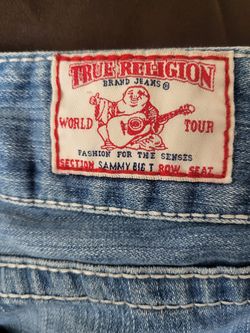 TRUE RELIGION
BRAND JEANS®
WORLD TOUR
FASHION FOR THE SENSES
SECTION SAMMY BIG T ROW SEAT